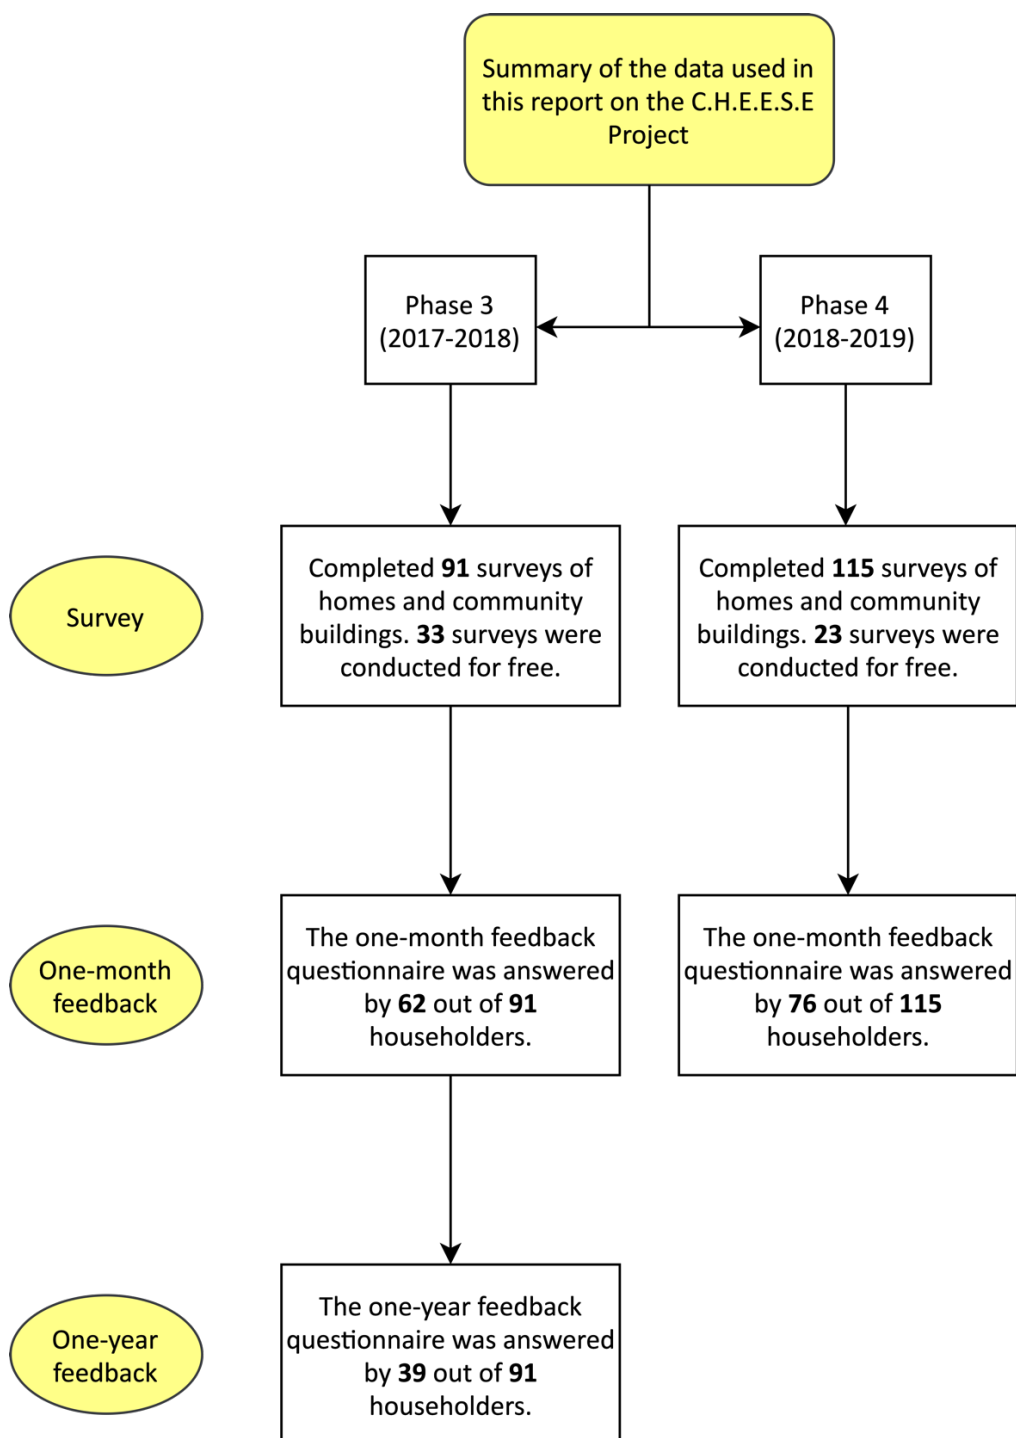 Summary of the data used in
this report on the C.H.E.E.S.E
Project
Phase 3
(2017-2018)
Phase 4
(2018-2019)
Survey
Completed 91 surveys of
homes and community
buildings. 33 surveys were
conducted for free.
Completed 115 surveys of
homes and community
buildings. 23 surveys were
conducted for free.
One-month
feedback
The one-month feedback
questionnaire was answered
by 62 out of 91
householders.
The one-month feedback
questionnaire was answered
by 76 out of 115
householders.
One-year
feedback
The one-year feedback
questionnaire was answered
by 39 out of 91
householders.